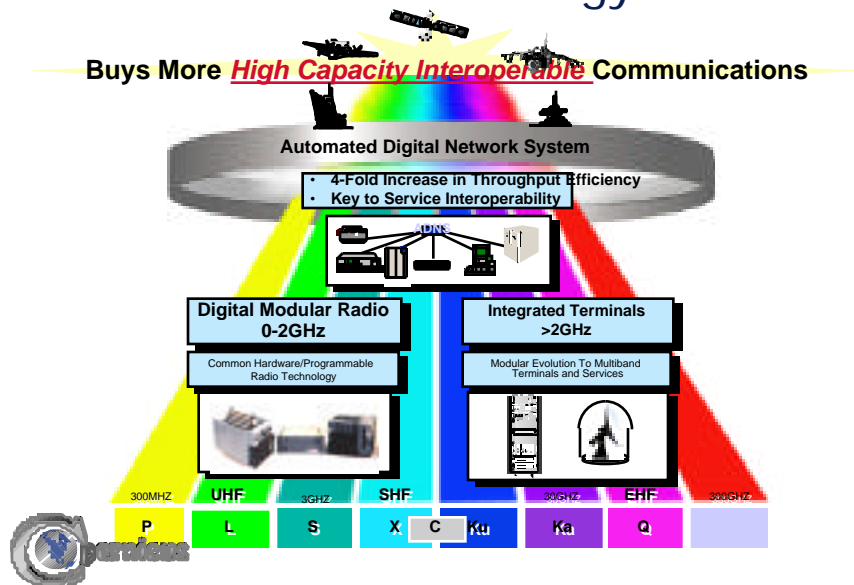 Buys More High Capacity Interoperable Communications
Automated Digital Network System
• 4-Fold Increase in Throughput Efficiency
• Key to Service Interoperability
ADNS
Digital Modular Radio
0-2GHz
Integrated Terminals
>2GHz
Common Hardware/Programmable
Radio Technology
Modular Evolution To Multiband
Terminals and Services
300MHZ UHF 3GHZ SHF 30GHZ EHF 300GHZ
P L S X C Ku Ka Q